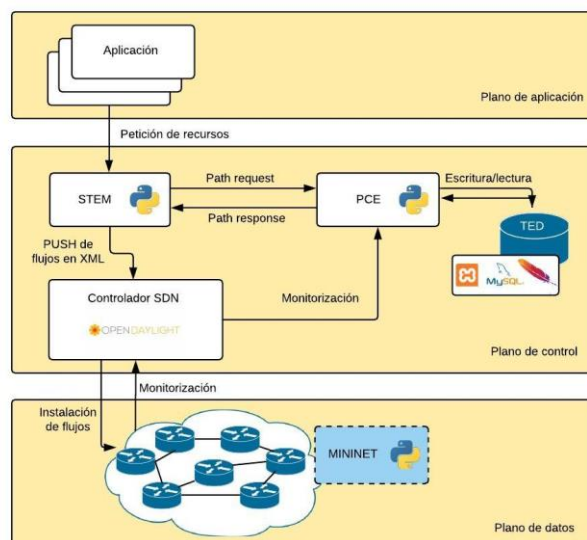 Aplicación
Plano de aplicación
Petición de recursos
STEM
Path request
Path response
PCE
Escritura/lectura
TED
MySQL
PUSH de
flujos en XML
Controlador SDN
OPENDAYLIGHT
Monitorización
Plano de control
Instalación
de flujos
Monitorización
MININET
Plano de datos